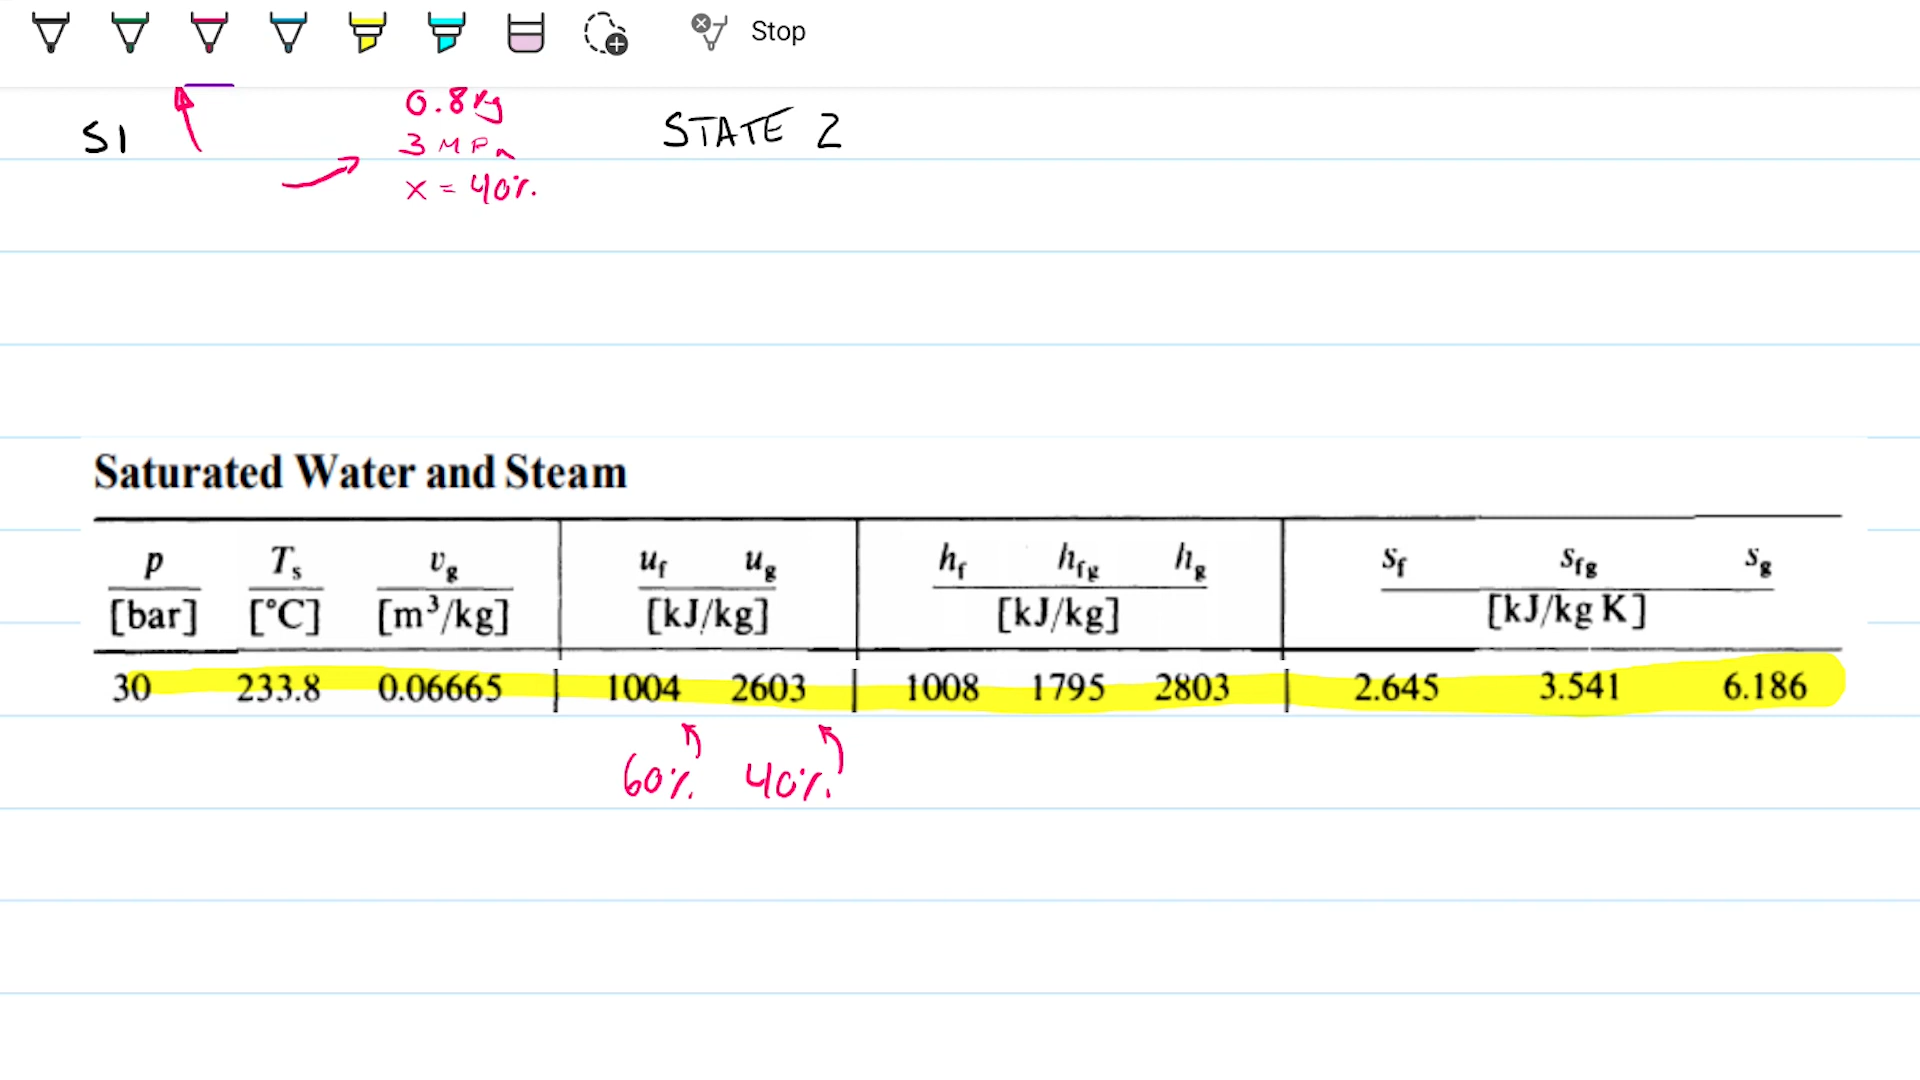 Stop
0.8kg
S1
STATE 2
3 MPa
x = 40%.
Saturated Water and Steam
p Ts vg uf ug hf hfg hg sf sfg sg
[bar] [°C] [m³/kg] [kJ/kg] [kJ/kg] [kJ/kg K]
30 233.8 0.06665 1004 2603 1008 1795 2803 2.645 3.541 6.186
60% 40%